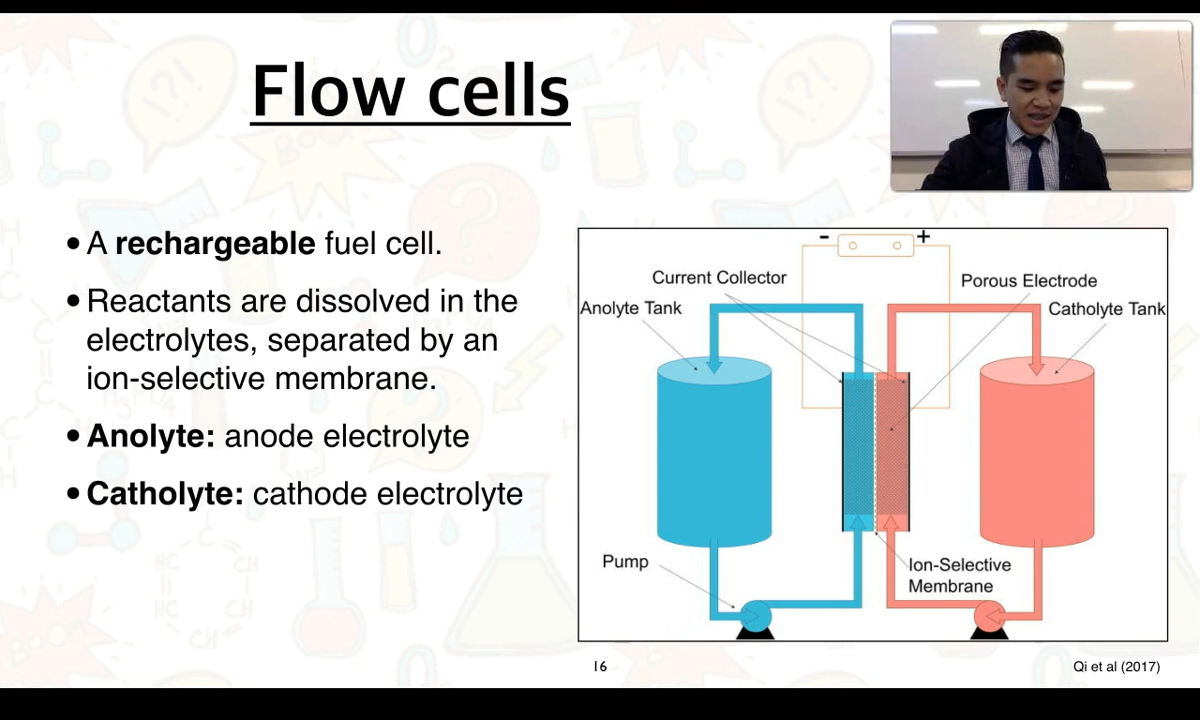 Flow cells
• A rechargeable fuel cell.
• Reactants are dissolved in the
electrolytes, separated by an
ion-selective membrane.
• Anolyte: anode electrolyte
• Catholyte: cathode electrolyte
- +
Current Collector
Porous Electrode
Anolyte Tank
Catholyte Tank
Pump
Ion-Selective
Membrane
16
Qi et al (2017)